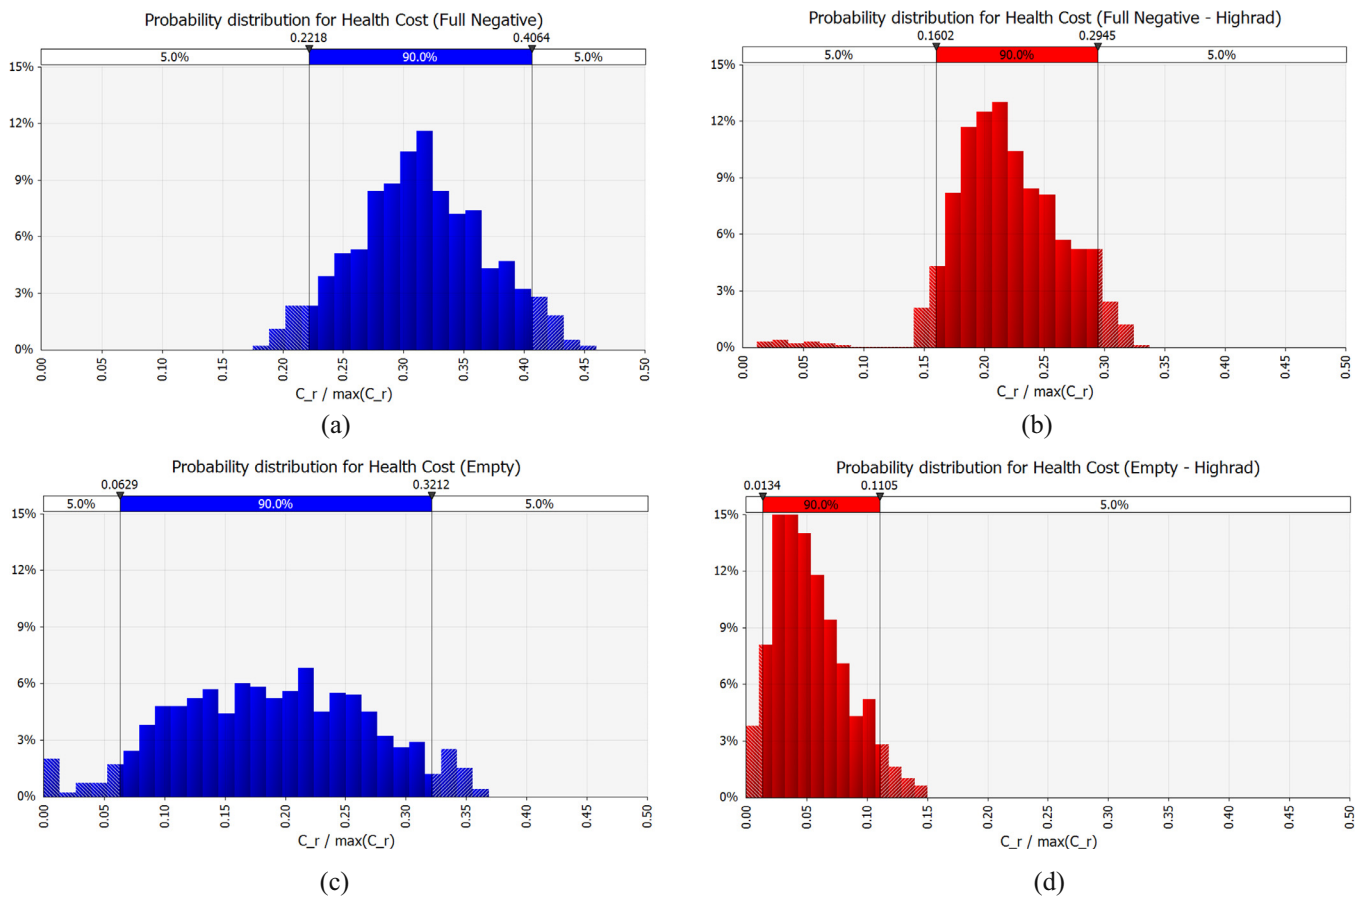 Probability distribution for Health Cost (Full Negative)
0.2218 0.4064
5.0% 90.0% 5.0%
15%
12%
9%
6%
3%
0%
0.00 0.05 0.10 0.15 0.20 0.25 0.30 0.35 0.40 0.45 0.50
C_r / max(C_r)
(a)
Probability distribution for Health Cost (Full Negative - Highrad)
0.1602 0.2945
5.0% 90.0% 5.0%
15%
12%
9%
6%
3%
0%
0.00 0.05 0.10 0.15 0.20 0.25 0.30 0.35 0.40 0.45 0.50
C_r / max(C_r)
(b)
Probability distribution for Health Cost (Empty)
0.0629 0.3212
5.0% 90.0% 5.0%
15%
12%
9%
6%
3%
0%
0.00 0.05 0.10 0.15 0.20 0.25 0.30 0.35 0.40 0.45 0.50
C_r / max(C_r)
(c)
Probability distribution for Health Cost (Empty - Highrad)
0.0134 0.1105
90.0% 5.0%
15%
12%
9%
6%
3%
0%
0.00 0.05 0.10 0.15 0.20 0.25 0.30 0.35 0.40 0.45 0.50
C_r / max(C_r)
(d)